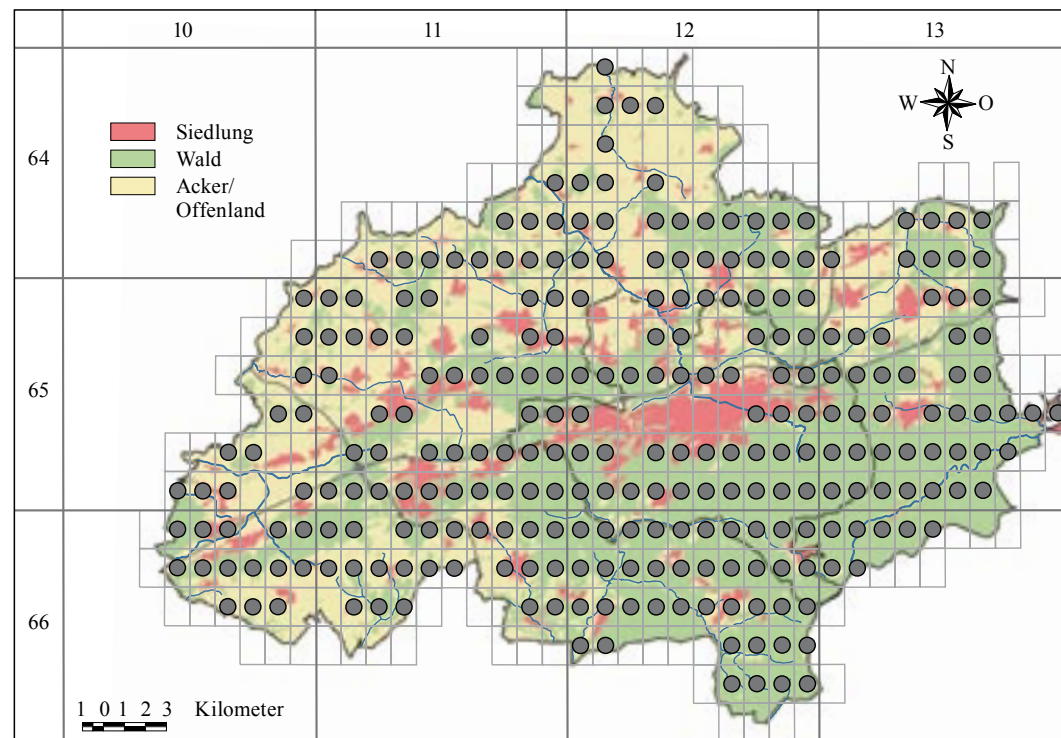 10 11 12 13
N
W O
S
64
65
66
Siedlung
Wald
Acker/
Offenland
1 0 1 2 3 Kilometer